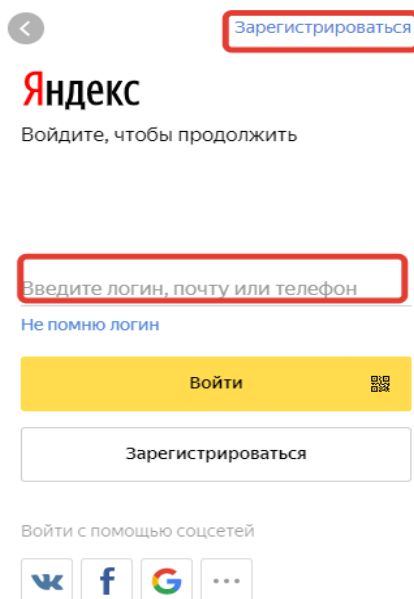 Зарегистрироваться
Яндекс
Войдите, чтобы продолжить
Введите логин, почту или телефон
Не помню логин
Войти
Зарегистрироваться
Войти с помощью соцсетей